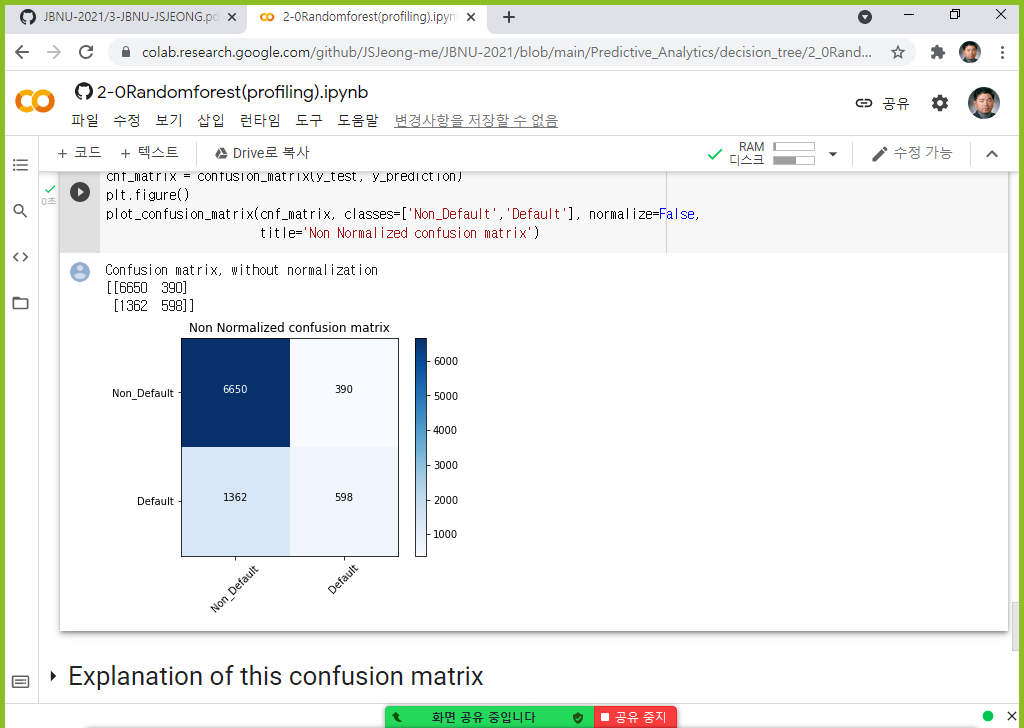 JBNU-2021/3-JBNU-JSJEONG.pd
2-0Randomforest(profiling).ipyn
colab.research.google.com/github/JSJeong-me/JBNU-2021/blob/main/Predictive_Analytics/decision_tree/2_0Rand...
2-0Randomforest(profiling).ipynb
파일 수정 보기 삽입 런타임 도구 도움말 변경사항을 저장할 수 없음
공유
+ 코드 + 텍스트 Drive로 복사
RAM
디스크
수정 가능
0초
cnf_matrix = confusion_matrix(y_test, y_prediction)
plt.figure()
plot_confusion_matrix(cnf_matrix, classes=['Non_Default','Default'], normalize=False,
title='Non Normalized confusion matrix')
Confusion matrix, without normalization
[[6650 390]
[1362 598]]
Non Normalized confusion matrix
Non_Default
6650
390
Default
1362
598
Non_Default
Default
6000
5000
4000
3000
2000
1000
Explanation of this confusion matrix
화면 공유 중입니다
공유 중지